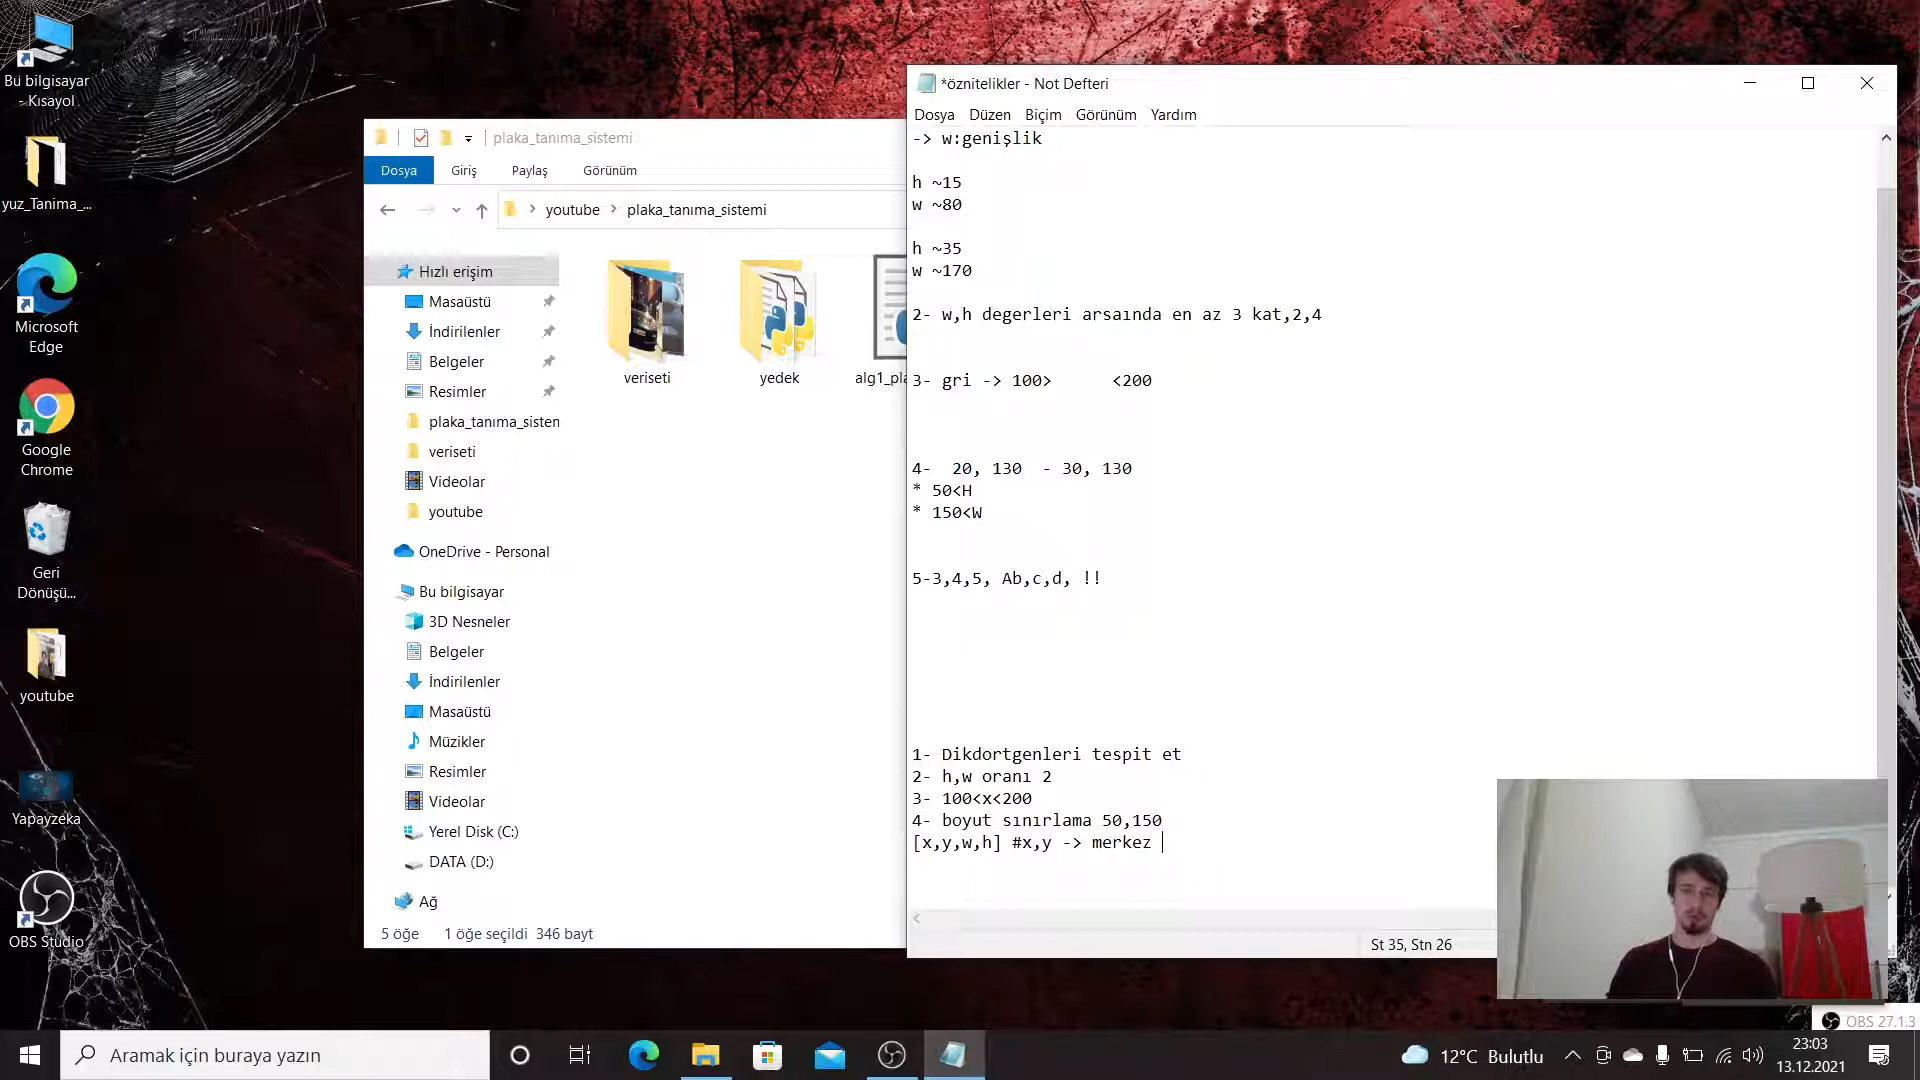 Bu bilgisayar
- Kısayol
yuz_Tanima_...
Microsoft
Edge
Google
Chrome
Geri
Dönüşü...
youtube
Yapayzeka
OBS Studio
plaka_tanıma_sistemi
Dosya
Giriş
Paylaş
Görünüm
youtube
plaka_tanıma_sistemi
Hızlı erişim
Masaüstü
İndirilenler
Belgeler
Resimler
plaka_tanıma_sisten
veriseti
Videolar
youtube
OneDrive - Personal
Bu bilgisayar
3D Nesneler
Belgeler
İndirilenler
Masaüstü
Müzikler
Resimler
Videolar
Yerel Disk (C:)
DATA (D:)
Ağ
veriseti
yedek
alg1_pla
5 öğe
1 öğe seçildi 346 bayt
*öznitelikler - Not Defteri
Dosya Düzen Biçim Görünüm Yardım
-> w:genişlik
h ~15
w ~80
h ~35
w ~170
2- w,h degerleri arsaında en az 3 kat,2,4
3- gri -> 100> <200
4- 20, 130 - 30, 130
* 50<H
* 150<W
5-3,4,5, Ab,c,d, !!
1- Dikdortgenleri tespit et
2- h,w oranı 2
3- 100<x<200
4- boyut sınırlama 50,150
[x,y,w,h] #x,y -> merkez
St 35, Stn 26
OBS 27.1.3
Aramak için buraya yazın
12°C Bulutlu
23:03
13.12.2021